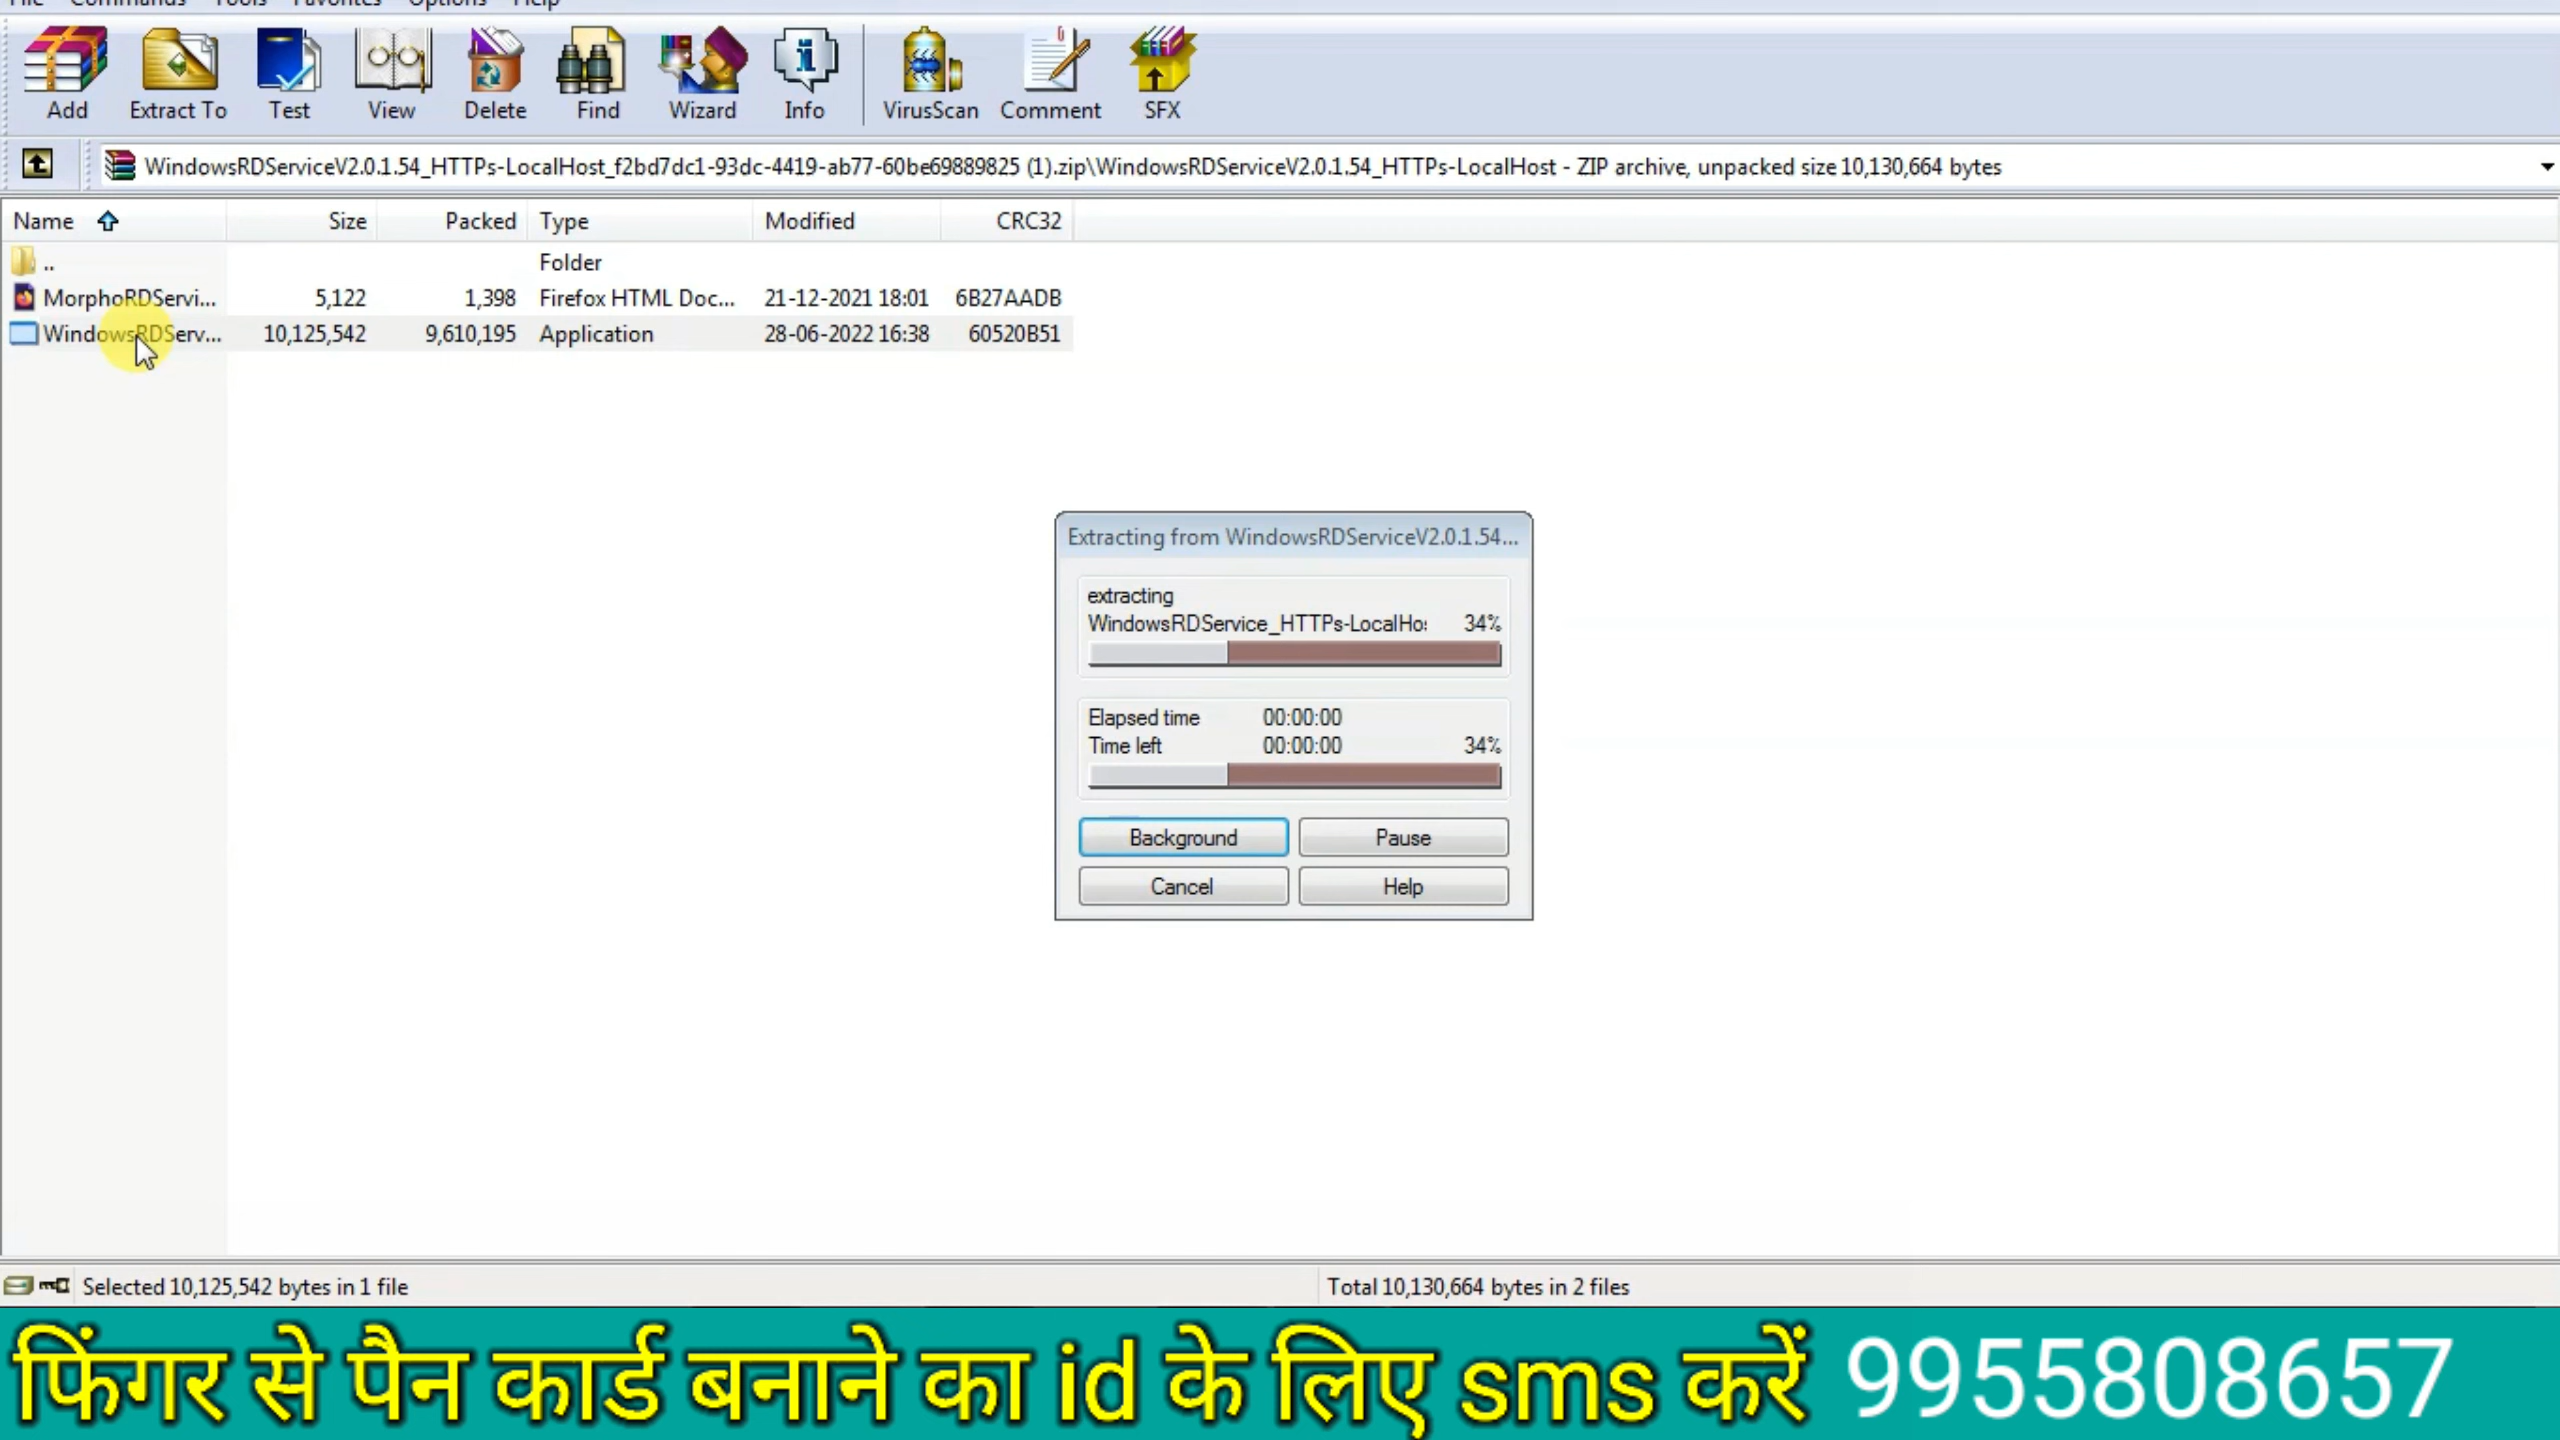 File Commands Tools Favorites Options Help
Add Extract To Test View Delete Find Wizard Info VirusScan Comment SFX
WindowsRDServiceV2.0.1.54_HTTPs-LocalHost_f2bd7dc1-93dc-4419-ab77-60be69889825 (1).zip\WindowsRDServiceV2.0.1.54_HTTPs-LocalHost - ZIP archive, unpacked size 10,130,664 bytes
Name Size Packed Type Modified CRC32
.. Folder
MorphoRDServi... 5,122 1,398 Firefox HTML Doc... 21-12-2021 18:01 6B27AADB
WindowsRDServ... 10,125,542 9,610,195 Application 28-06-2022 16:38 60520B51
Extracting from WindowsRDServiceV2.0.1.54...
extracting
WindowsRDService_HTTPs-LocalHo 34%
Elapsed time 00:00:00
Time left 00:00:00 34%
Background Pause
Cancel Help
Selected 10,125,542 bytes in 1 file Total 10,130,664 bytes in 2 files
फिंगर से पैन कार्ड बनाने का id के लिए sms करें 9955808657